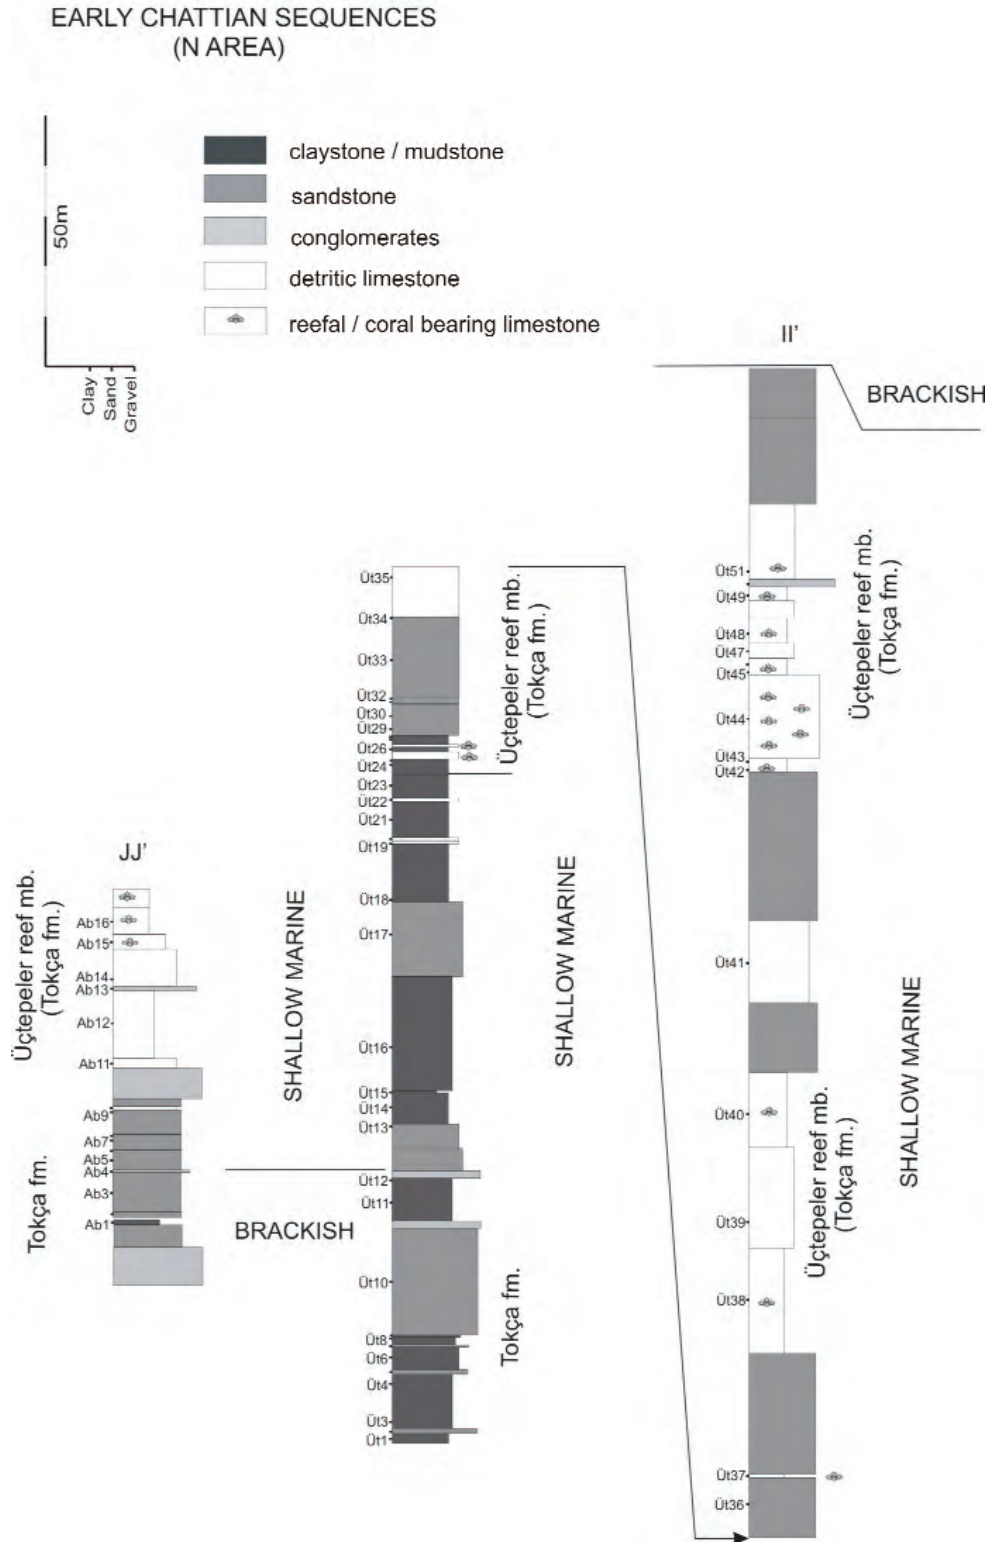 EARLY CHATTIAN SEQUENCES
(N AREA)
50m
Clay
Sand
Gravel
claystone / mudstone
sandstone
conglomerates
detritic limestone
reefal / coral bearing limestone
JJ'
Üçtepeler reef mb.
(Tokça fm.)
Tokça fm.
Ab16
Ab15
Ab14
Ab13
Ab12
Ab11
Ab9
Ab7
Ab5
Ab4
Ab3
Ab1
SHALLOW MARINE
BRACKISH
Üt35
Üt34
Üt33
Üt32
Üt30
Üt29
Üt26
Üt24
Üt23
Üt22
Üt21
Üt19
Üt18
Üt17
Üt16
Üt15
Üt14
Üt13
Üt12
Üt11
Üt10
Üt8
Üt6
Üt4
Üt3
Üt1
Üçtepeler reef mb.
(Tokça fm.)
Tokça fm.
SHALLOW MARINE
II'
BRACKISH
Üt51
Üt49
Üt48
Üt47
Üt45
Üt44
Üt43
Üt42
Üt41
Üt40
Üt39
Üt38
Üt37
Üt36
Üçtepeler reef mb.
(Tokça fm.)
Üçtepeler reef mb.
(Tokça fm.)
SHALLOW MARINE